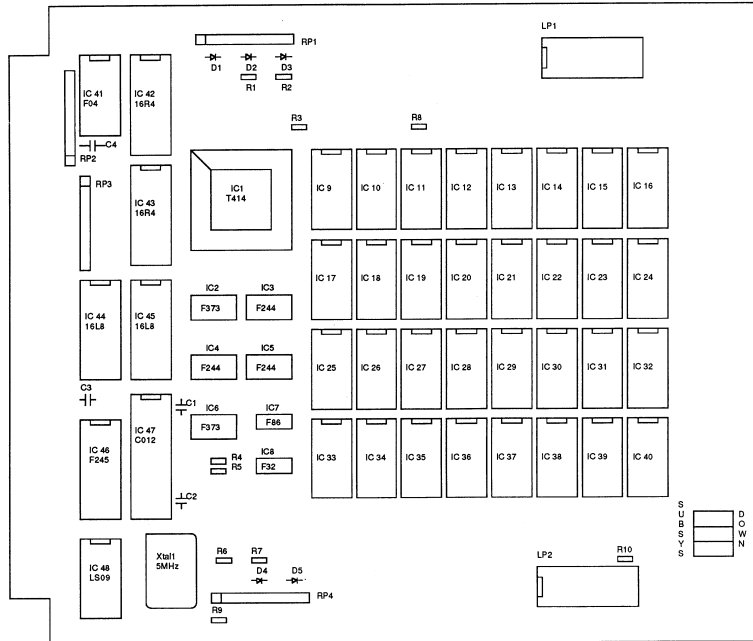 RP1
LP1
D1 D2 D3
R1 R2
IC 41
F04
IC 42
16R4
C4
RP2
R3
R8
RP3
IC 43
16R4
IC1
T414
IC 9 IC 10 IC 11 IC 12 IC 13 IC 14 IC 15 IC 16
IC 17 IC 18 IC 19 IC 20 IC 21 IC 22 IC 23 IC 24
IC2
F373
IC3
F244
IC 44
16L8
IC 45
16L8
IC4
F244
IC5
F244
IC 25 IC 26 IC 27 IC 28 IC 29 IC 30 IC 31 IC 32
C3
C1
IC6
F373
IC7
F86
IC 46
F245
IC 47
C012
IC 33 IC 34 IC 35 IC 36 IC 37 IC 38 IC 39 IC 40
R4
R5
IC8
F32
C2
SUBSYS
DOWN
IC 48
LS09
Xtal1
5MHz
R6 R7
D4 D5
RP4
R9
LP2
R10